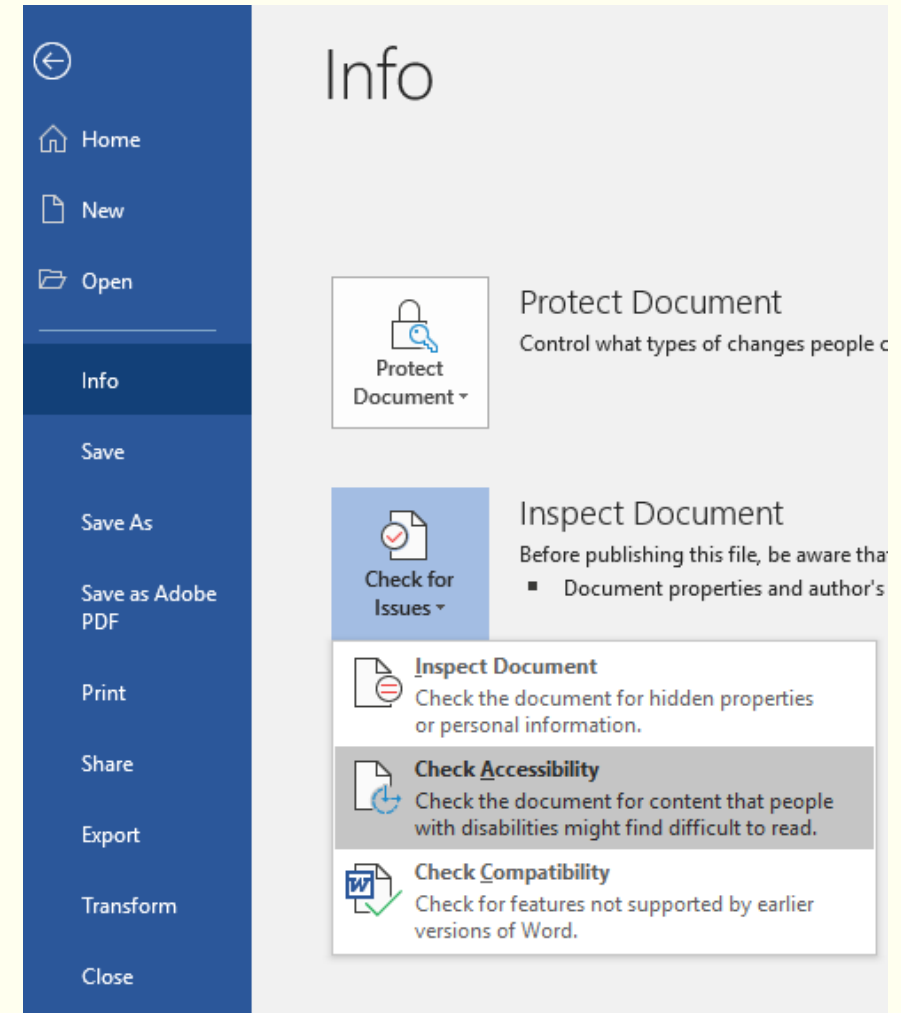 Info
Home
New
Open
Info
Save
Save As
Save as Adobe
PDF
Print
Share
Export
Transform
Close
Protect
Document
Protect Document
Control what types of changes people c
Check for
Issues
Inspect Document
Before publishing this file, be aware tha
Document properties and author's
Inspect Document
Check the document for hidden properties
or personal information.
Check Accessibility
Check the document for content that people
with disabilities might find difficult to read.
Check Compatibility
Check for features not supported by earlier
versions of Word.